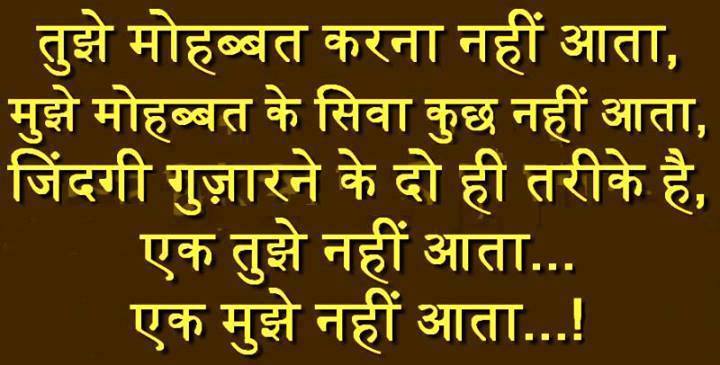 तुझे मोहब्बत करना नहीं आता,
मुझे मोहब्बत के सिवा कुछ नहीं आता,
जिंदगी गुज़ारने के दो ही तरीके है,
एक तुझे नहीं आता...
एक मुझे नहीं आता...!